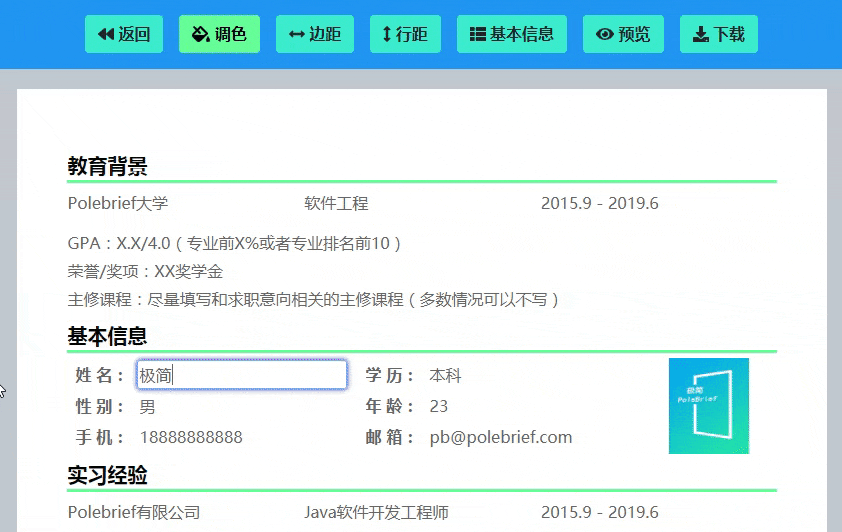 返回 调色 边距 行距 基本信息 预览 下载
教育背景
Polebrief大学 软件工程 2015.9 - 2019.6
GPA：X.X/4.0（专业前X%或者专业排名前10）
荣誉/奖项：XX奖学金
主修课程：尽量填写和求职意向相关的主修课程（多数情况可以不写）
基本信息
姓 名： 极简 学 历： 本科
性 别： 男 年 龄： 23
手 机： 18888888888 邮 箱： pb@polebrief.com
极简
PoleBrief
实习经验
Polebrief有限公司 Java软件开发工程师 2015.9 - 2019.6